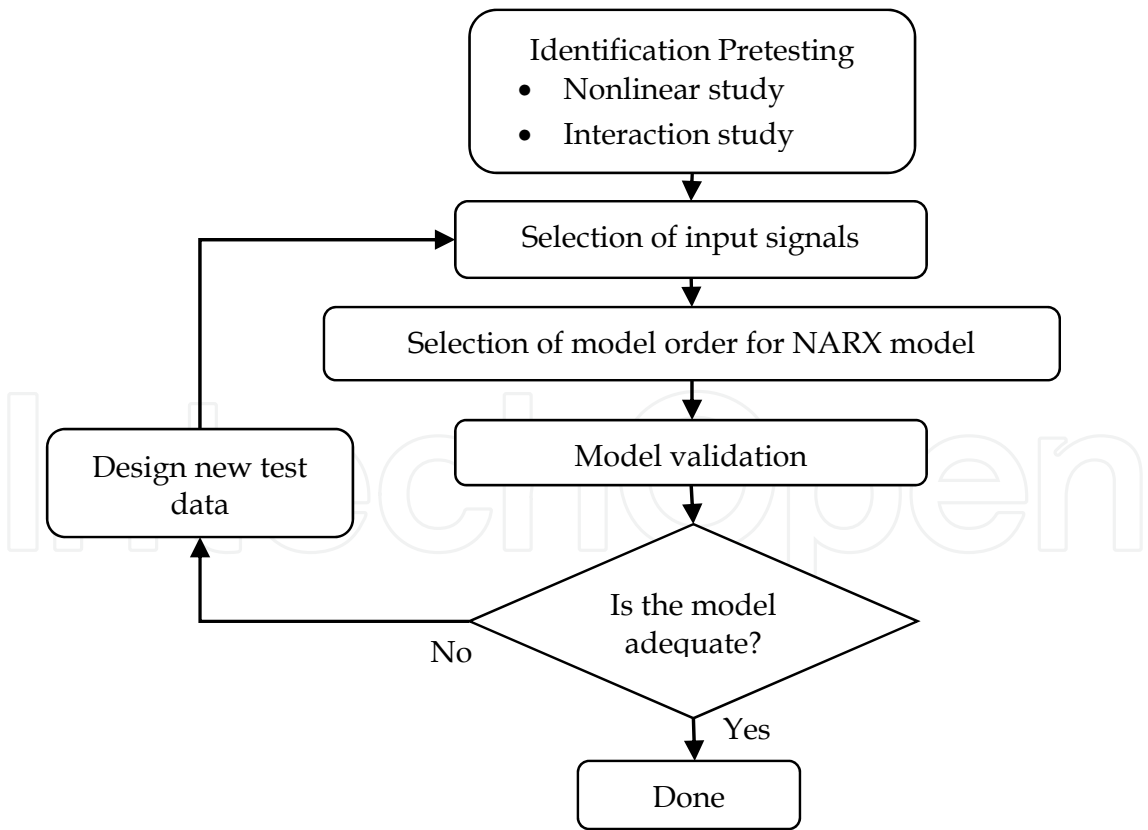 Identification Pretesting
• Nonlinear study
• Interaction study
Selection of input signals
Selection of model order for NARX model
Model validation
Design new test
data
Is the model
adequate?
No
Yes
Done
IntechOpen